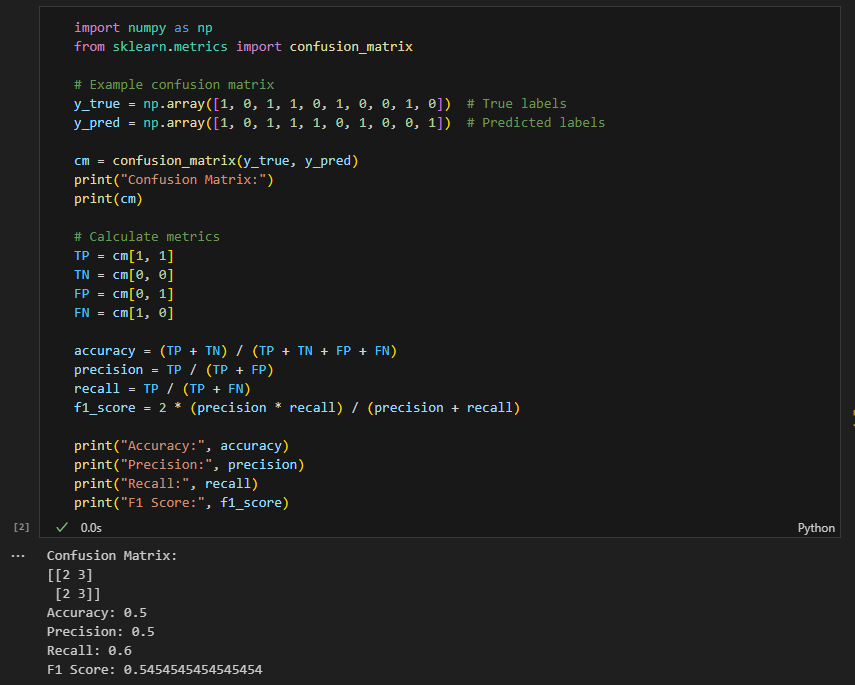 import numpy as np
from sklearn.metrics import confusion_matrix
# Example confusion matrix
y_true = np.array([1, 0, 1, 1, 0, 1, 0, 0, 1, 0])  # True labels
y_pred = np.array([1, 0, 1, 1, 1, 0, 1, 0, 0, 1])  # Predicted labels
cm = confusion_matrix(y_true, y_pred)
print("Confusion Matrix:")
print(cm)
# Calculate metrics
TP = cm[1, 1]
TN = cm[0, 0]
FP = cm[0, 1]
FN = cm[1, 0]
accuracy = (TP + TN) / (TP + TN + FP + FN)
precision = TP / (TP + FP)
recall = TP / (TP + FN)
f1_score = 2 * (precision * recall) / (precision + recall)
print("Accuracy:", accuracy)
print("Precision:", precision)
print("Recall:", recall)
print("F1 Score:", f1_score)
[2] ✓ 0.0s Python
... Confusion Matrix:
[[2 3]
 [2 3]]
Accuracy: 0.5
Precision: 0.5
Recall: 0.6
F1 Score: 0.5454545454545454